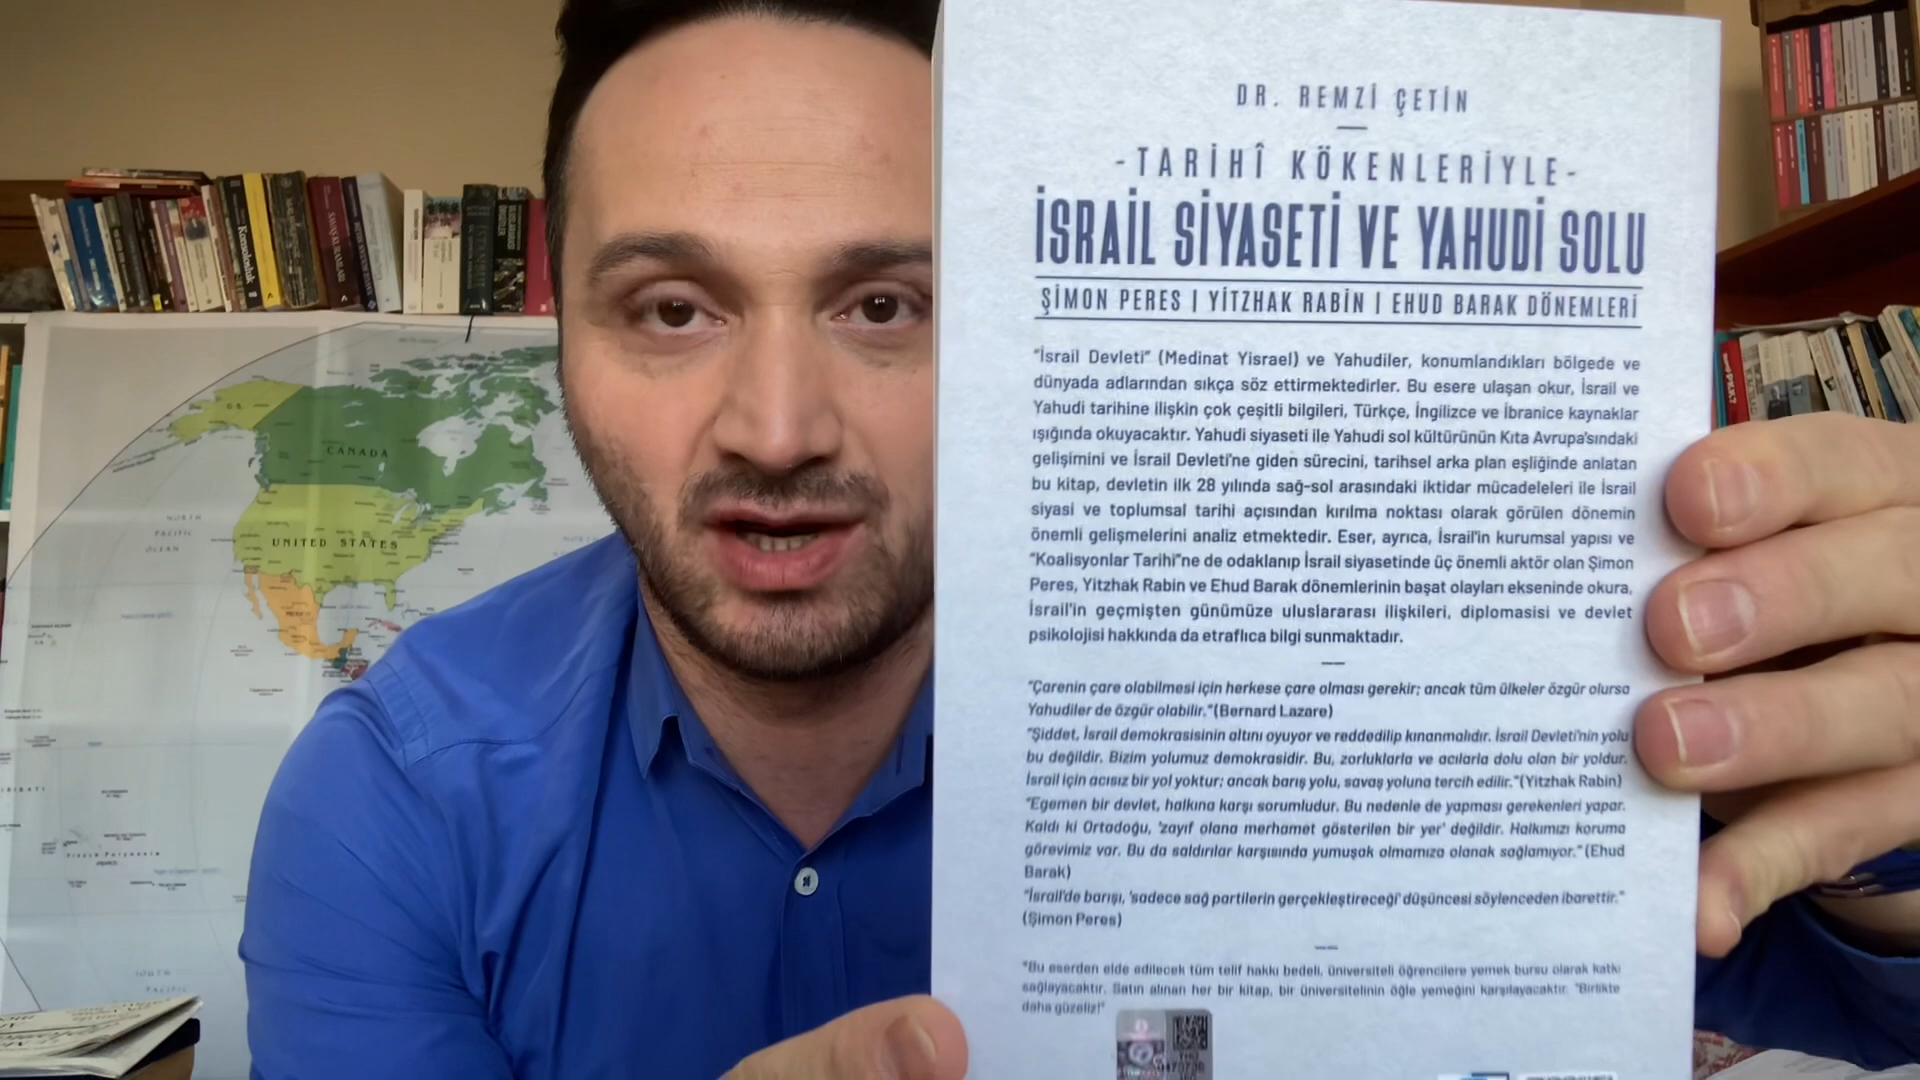 DR. REMZİ ÇETİN
-TARİHÎ KÖKENLERİYLE-
İSRAİL SİYASETİ VE YAHUDİ SOLU
ŞİMON PERES | YİTZHAK RABİN | EHUD BARAK DÖNEMLERİ
"İsrail Devleti" (Medinat Yisrael) ve Yahudiler, konumlandıkları bölgede ve
dünyada adlarından sıkça söz ettirmektedirler. Bu esere ulaşan okur, İsrail ve
Yahudi tarihine ilişkin çok çeşitli bilgileri, Türkçe, İngilizce ve İbranice kaynaklar
ışığında okuyacaktır. Yahudi siyaseti ile Yahudi sol kültürünün Kıta Avrupa'sındaki
gelişimini ve İsrail Devleti'ne giden sürecini, tarihsel arka plan eşliğinde anlatan
bu kitap, devletin ilk 28 yılında sağ-sol arasındaki iktidar mücadeleleri ile İsrail
siyasi ve toplumsal tarihi açısından kırılma noktası olarak görülen dönemin
önemli gelişmelerini analiz etmektedir. Eser, ayrıca, İsrail'in kurumsal yapısı ve
"Koalisyonlar Tarihi"ne de odaklanıp İsrail siyasetinde üç önemli aktör olan Şimon
Peres, Yitzhak Rabin ve Ehud Barak dönemlerinin başat olayları ekseninde okura,
İsrail'in geçmişten günümüze uluslararası ilişkileri, diplomasisi ve devlet
psikolojisi hakkında da etraflıca bilgi sunmaktadır.
"Çarenin çare olabilmesi için herkese çare olması gerekir; ancak tüm ülkeler özgür olursa
Yahudiler de özgür olabilir."(Bernard Lazare)
"Şiddet, İsrail demokrasisinin altını oyuyor ve reddedilip kınanmalıdır. İsrail Devleti'nin yolu
bu değildir. Bizim yolumuz demokrasidir. Bu, zorluklarla ve acılarla dolu olan bir yoldur.
İsrail için acısız bir yol yoktur; ancak barış yolu, savaş yoluna tercih edilir."(Yitzhak Rabin)
"Egemen bir devlet, halkına karşı sorumludur. Bu nedenle de yapması gerekenleri yapar.
Kaldı ki Ortadoğu, 'zayıf olana merhamet gösterilen bir yer' değildir. Halkımızı koruma
görevimiz var. Bu da saldırılar karşısında yumuşak olmamıza olanak sağlamıyor."(Ehud
Barak)
"İsrail'de barışı, 'sadece sağ partilerin gerçekleştireceği' düşüncesi söylenceden ibarettir."
(Şimon Peres)
"Bu eserden elde edilecek tüm telif hakkı bedeli, üniversiteli öğrencilere yemek bursu olarak katkı
sağlayacaktır. Satın alınan her bir kitap, bir üniversitelinin öğle yemeğini karşılayacaktır. "Birlikte
daha güzeliz!"
U.S.
CANADA
NORTH
PACIFIC
OCEAN
UNITED STATES
MEXICO
Konsolosluk
SAVAŞ KURAMLARI